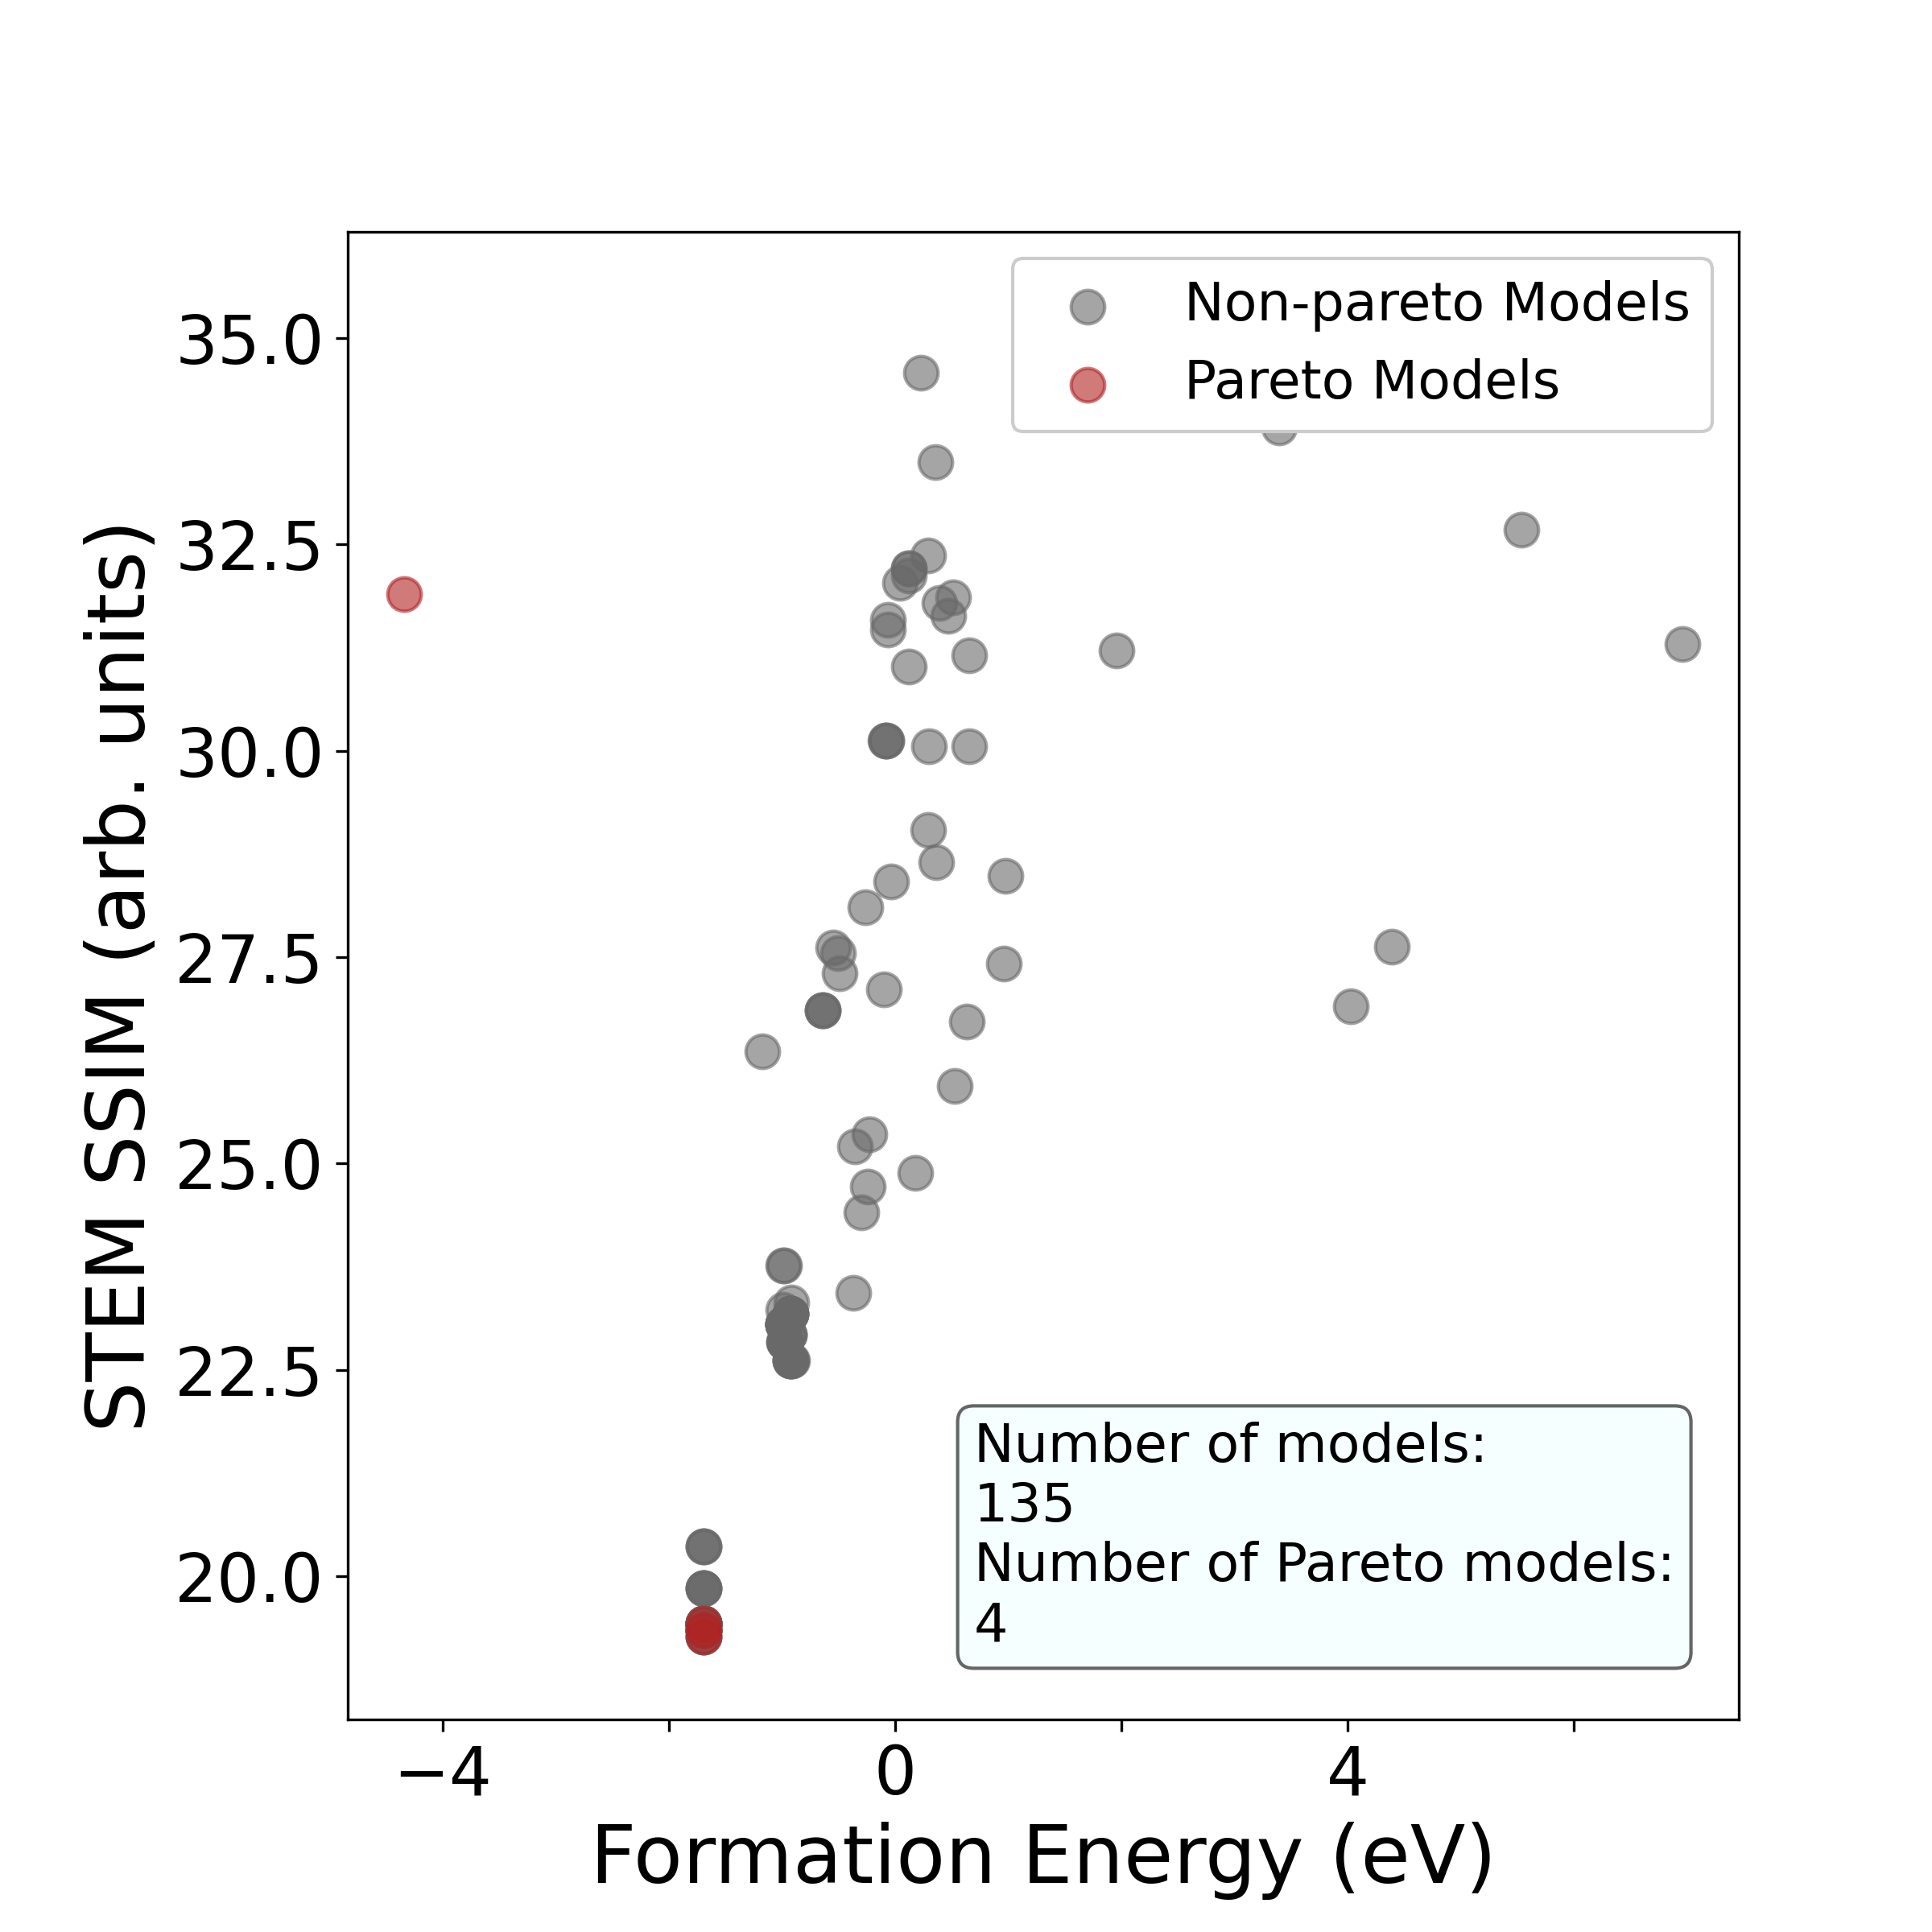 Non-pareto Models
Pareto Models
35.0
32.5
30.0
27.5
25.0
22.5
20.0
STEM SSIM (arb. units)
Number of models:
135
Number of Pareto models:
4
−4
0
4
Formation Energy (eV)